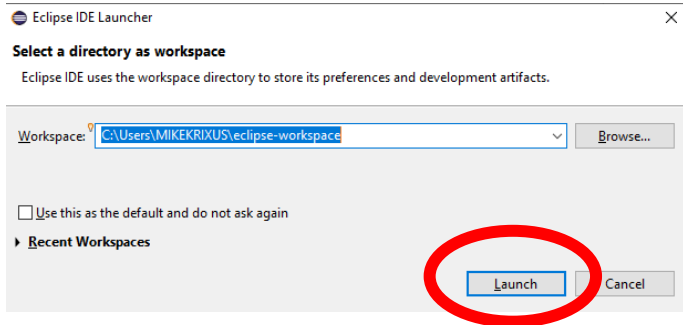 Eclipse IDE Launcher
Select a directory as workspace
Eclipse IDE uses the workspace directory to store its preferences and development artifacts.
Workspace: C:\Users\MIKEKRIXUS\eclipse-workspace Browse...
Use this as the default and do not ask again
Recent Workspaces
Launch Cancel